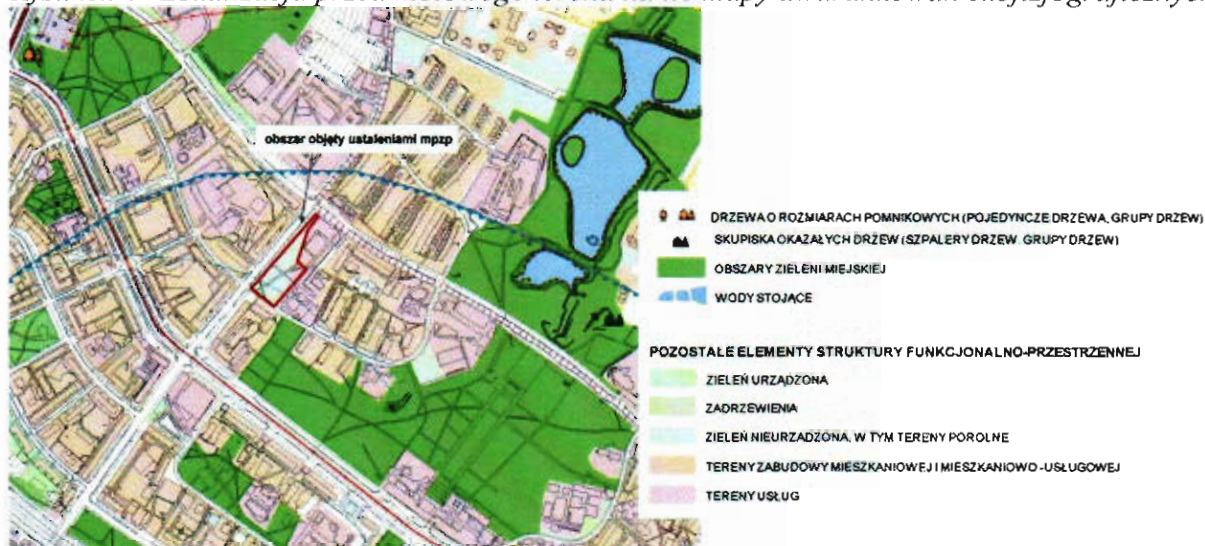 obszar objęty ustaleniami mpzp
DRZEWA O ROZMIARACH POMNIKOWYCH (POJEDYNCZE DRZEWA, GRUPY DRZEW)
SKUPISKA OKAZAŁYCH DRZEW (SZPALERY DRZEW, GRUPY DRZEW)
OBSZARY ZIELENI MIEJSKIEJ
WODY STOJĄCE
POZOSTAŁE ELEMENTY STRUKTURY FUNKCJONALNO-PRZESTRZENNEJ
ZIELEŃ URZĄDZONA
ZADRZEWIENIA
ZIELEŃ NIEURZĄDZONA, W TYM TERENY POROLNE
TERENY ZABUDOWY MIESZKANIOWEJ I MIESZKANIOWO-USŁUGOWEJ
TERENY USŁUG